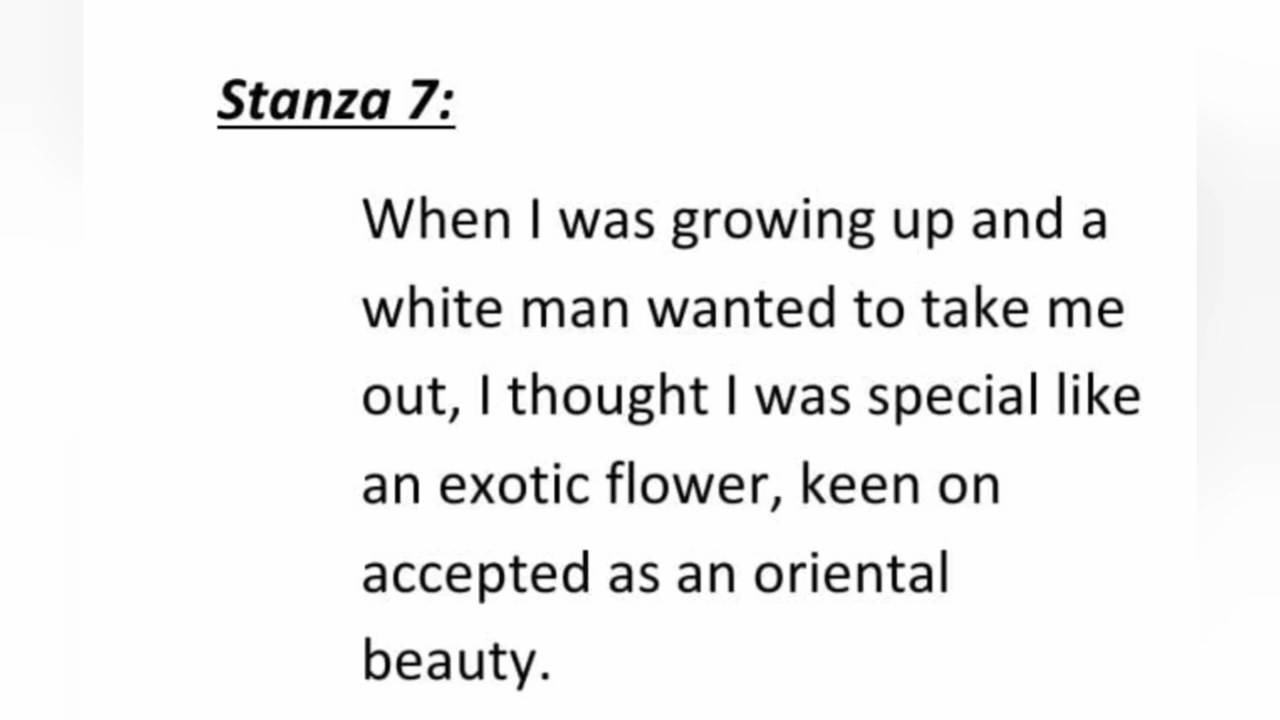 Stanza 7:
When I was growing up and a
white man wanted to take me
out, I thought I was special like
an exotic flower, keen on
accepted as an oriental
beauty.